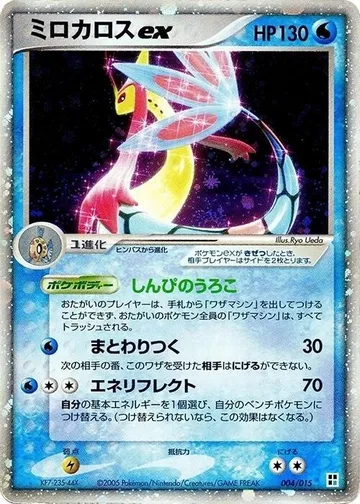 ミロカロスex HP130
Illus.Ryo Ueda
1進化 ヒンバスから進化
ポケモンexがきぜつしたとき、
相手プレイヤーはサイドを2枚とります。
ポケボディー しんぴのうろこ
おたがいのプレイヤーは、手札から「ワザマシン」を出してつける
ことができず、おたがいのポケモン全員の「ワザマシン」は、すべて
トラッシュされる。
まとわりつく 30
次の相手の番、このワザを受けた相手はにげるができない。
エネリフレクト 70
自分の基本エネルギーを1個選び、自分のベンチポケモン
につけ替える。(つけ替えられないなら、この効果はなくなる。)
弱点 抵抗力 にげる
KF7-235-44X ©2005 Pokémon/Nintendo/Creatures/GAME FREAK 004/015